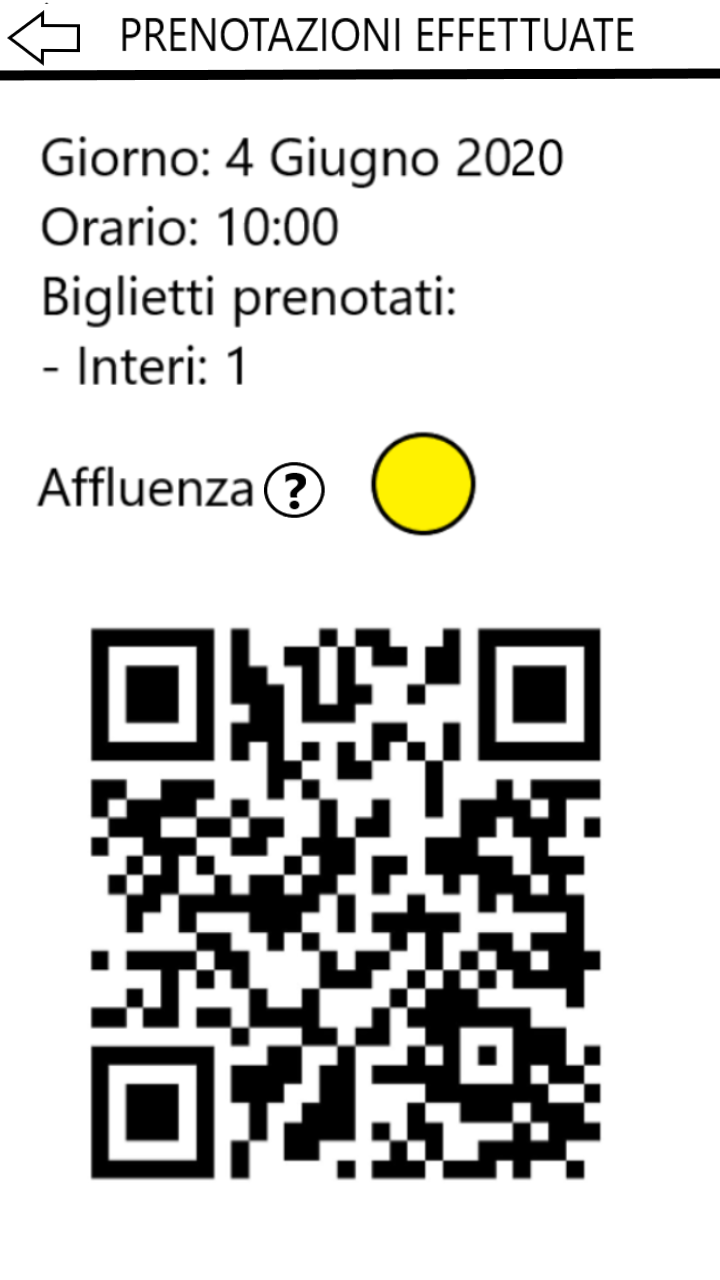 PRENOTAZIONI EFFETTUATE
Giorno: 4 Giugno 2020
Orario: 10:00
Biglietti prenotati:
- Interi: 1
Affluenza ?